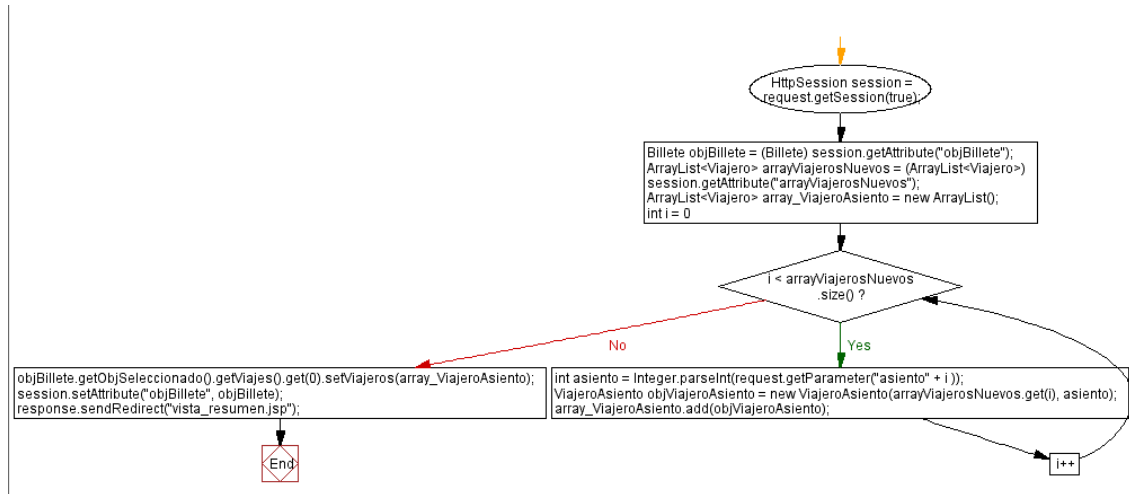 HttpSession session =
request.getSession(true);
Billete objBillete = (Billete) session.getAttribute("objBillete");
ArrayList<Viajero> arrayViajerosNuevos = (ArrayList<Viajero>)
session.getAttribute("arrayViajerosNuevos");
ArrayList<Viajero> array_ViajeroAsiento = new ArrayList();
int i = 0
i < arrayViajerosNuevos
.size() ?
No
Yes
objBillete.getObjSeleccionado().getViajes().get(0).setViajeros(array_ViajeroAsiento);
session.setAttribute("objBillete", objBillete);
response.sendRedirect("vista_resumen.jsp");
int asiento = Integer.parseInt(request.getParameter("asiento" + i ));
ViajeroAsiento objViajeroAsiento = new ViajeroAsiento(arrayViajerosNuevos.get(i), asiento);
array_ViajeroAsiento.add(objViajeroAsiento);
End
i++